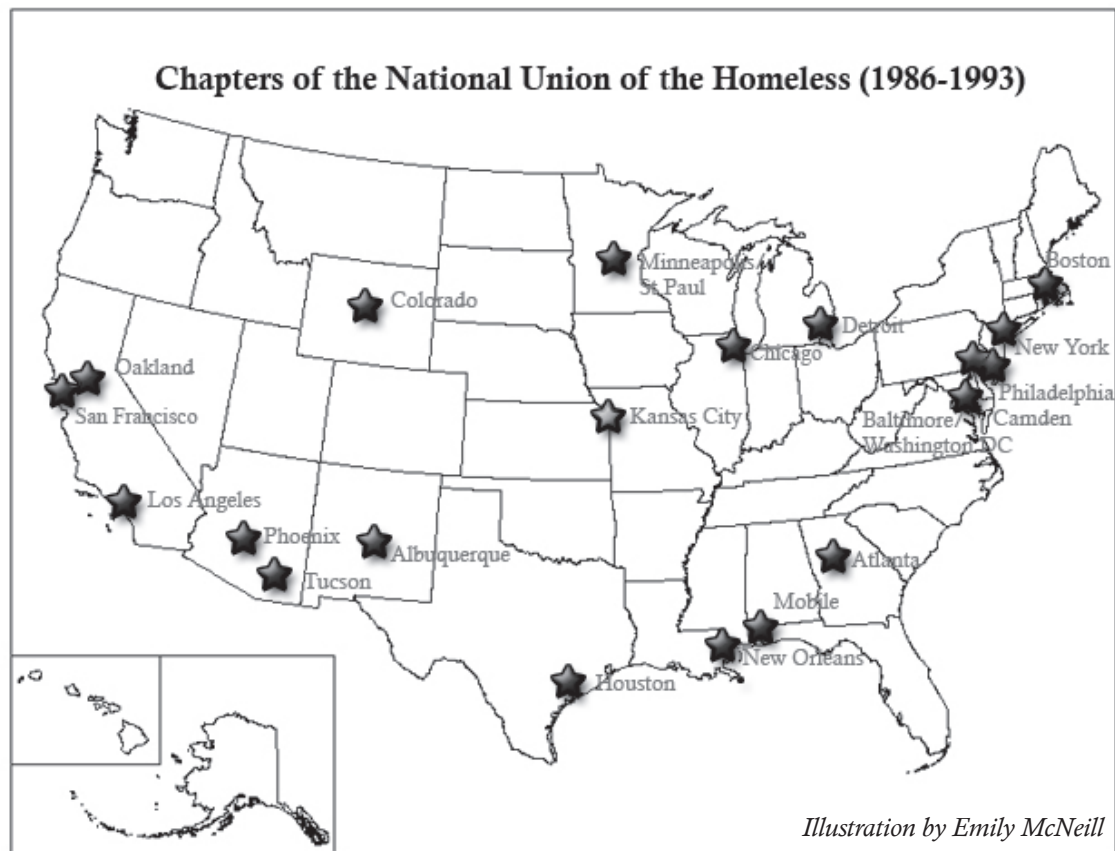 Chapters of the National Union of the Homeless (1986-1993)
Boston
Minneapolis/
St.Paul
Colorado
Detroit
New York
Chicago
Oakland
Philadelphia
San Francisco
Kansas City
Baltimore/
Camden
Washington DC
Los Angeles
Phoenix
Albuquerque
Atlanta
Tucson
Mobile
New Orleans
Houston
Illustration by Emily McNeill